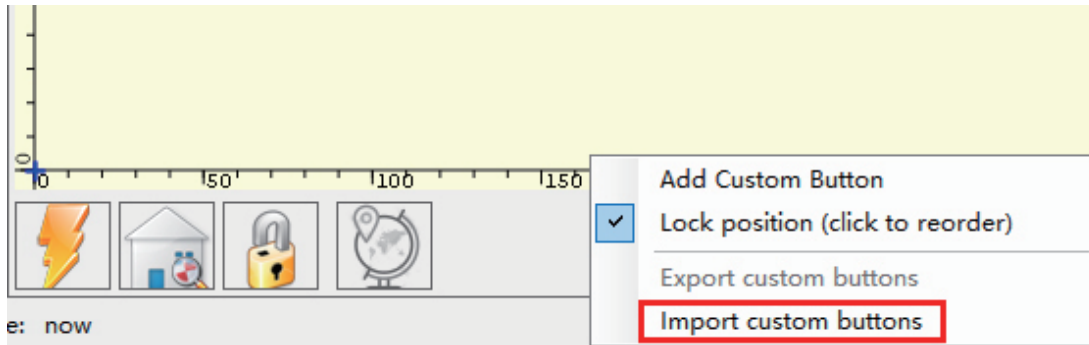 0
0 50 100 150
Add Custom Button
Lock position (click to reorder)
Export custom buttons
Import custom buttons
e: now